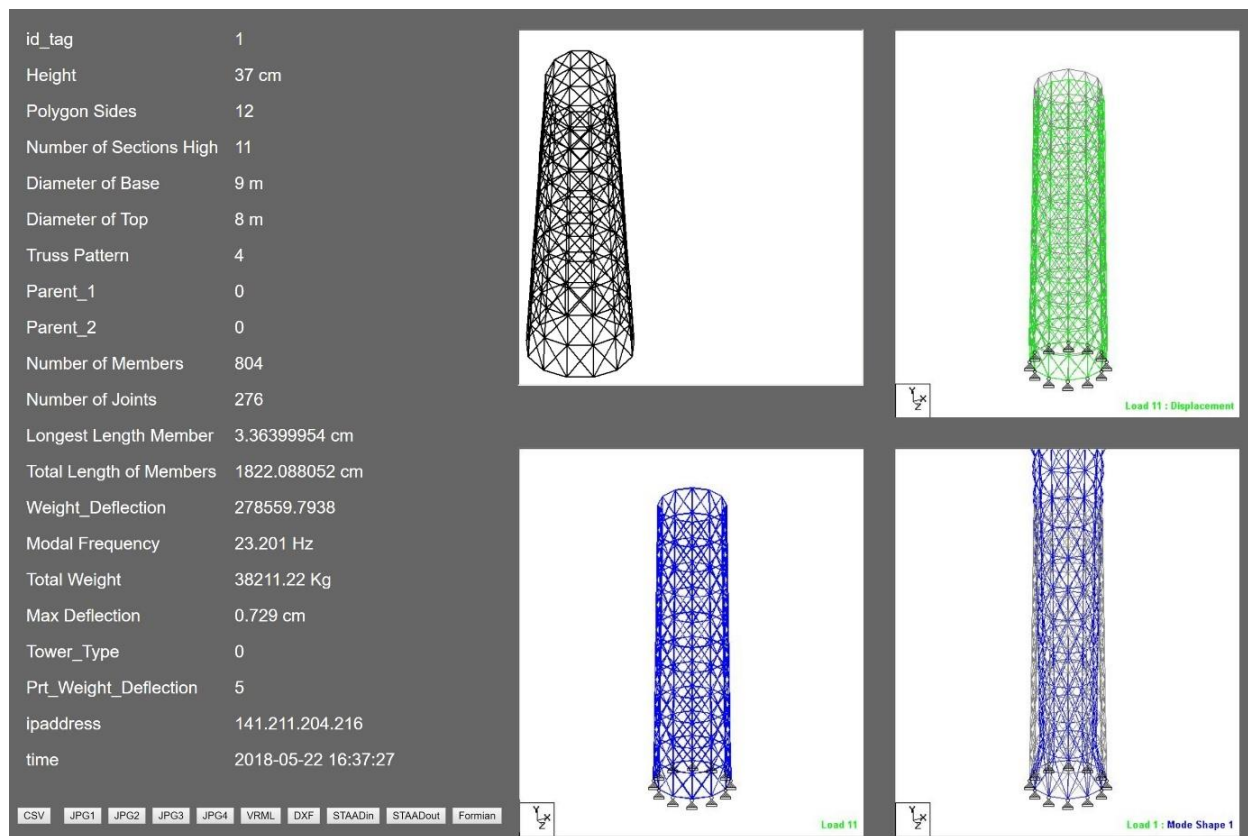 id_tag 1
Height 37 cm
Polygon Sides 12
Number of Sections High 11
Diameter of Base 9 m
Diameter of Top 8 m
Truss Pattern 4
Parent_1 0
Parent_2 0
Number of Members 804
Number of Joints 276
Longest Length Member 3.36399954 cm
Total Length of Members 1822.088052 cm
Weight_Deflection 278559.7938
Modal Frequency 23.201 Hz
Total Weight 38211.22 Kg
Max Deflection 0.729 cm
Tower_Type 0
Prt_Weight_Deflection 5
ipaddress 141.211.204.216
time 2018-05-22 16:37:27
CSV JPG1 JPG2 JPG3 JPG4 VRML DXF STAADin STAADout Formian
Y
X
Z
Load 11 : Displacement
Y
X
Z
Load 11
Y
X
Z
Load 1 : Mode Shape 1